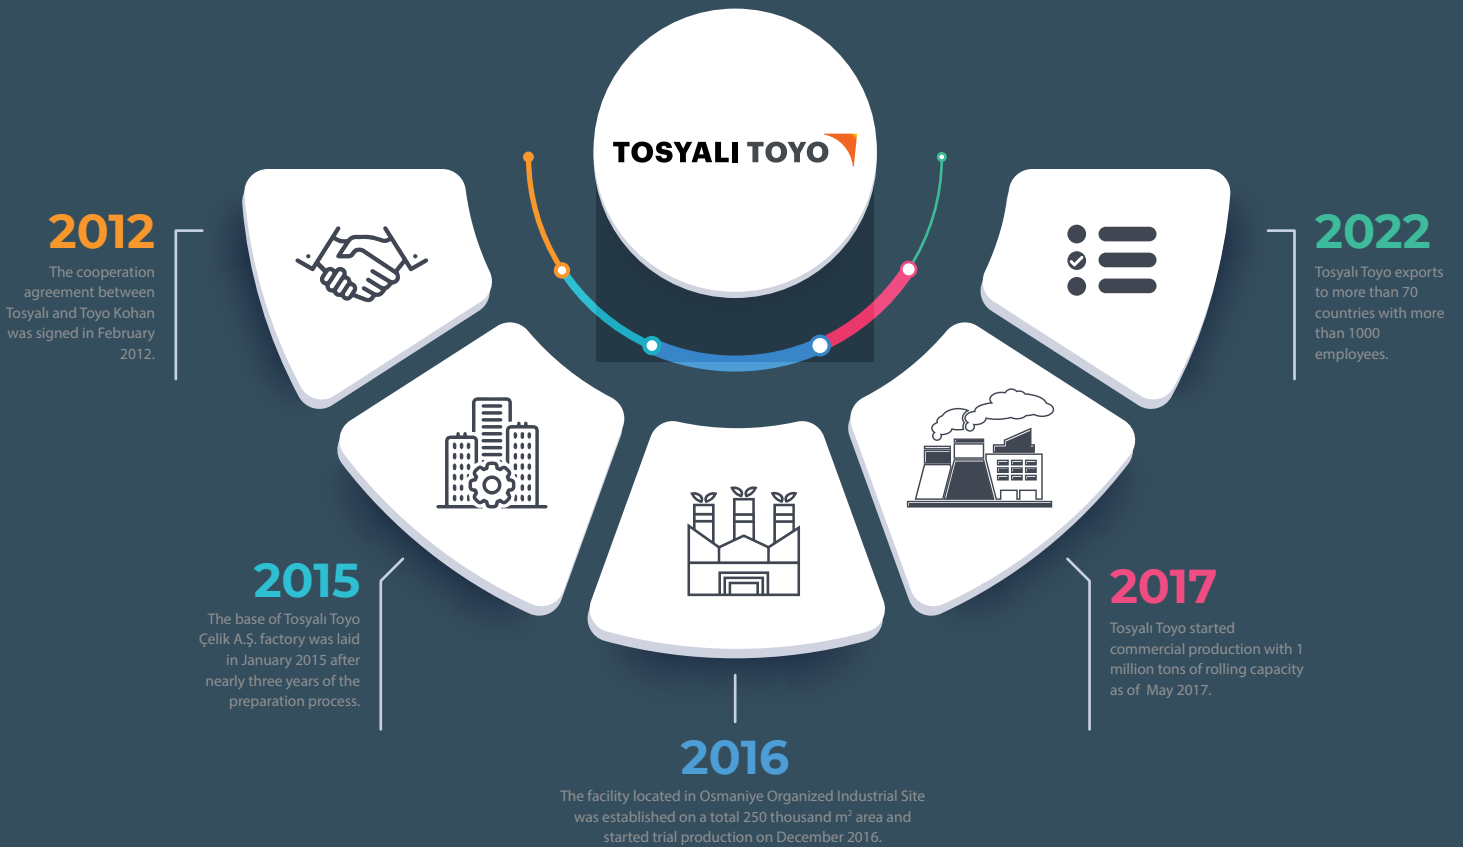 TOSYALI TOYO
2012
The cooperation
agreement between
Tosyalı and Toyo Kohan
was signed in February
2012.
2015
The base of Tosyalı Toyo
Çelik A.Ş. factory was laid
in January 2015 after
nearly three years of the
preparation process.
2016
The facility located in Osmaniye Organized Industrial Site
was established on a total 250 thousand m² area and
started trial production on December 2016.
2017
Tosyalı Toyo started
commercial production with 1
million tons of rolling capacity
as of May 2017.
2022
Tosyalı Toyo exports
to more than 70
countries with more
than 1000
employees.